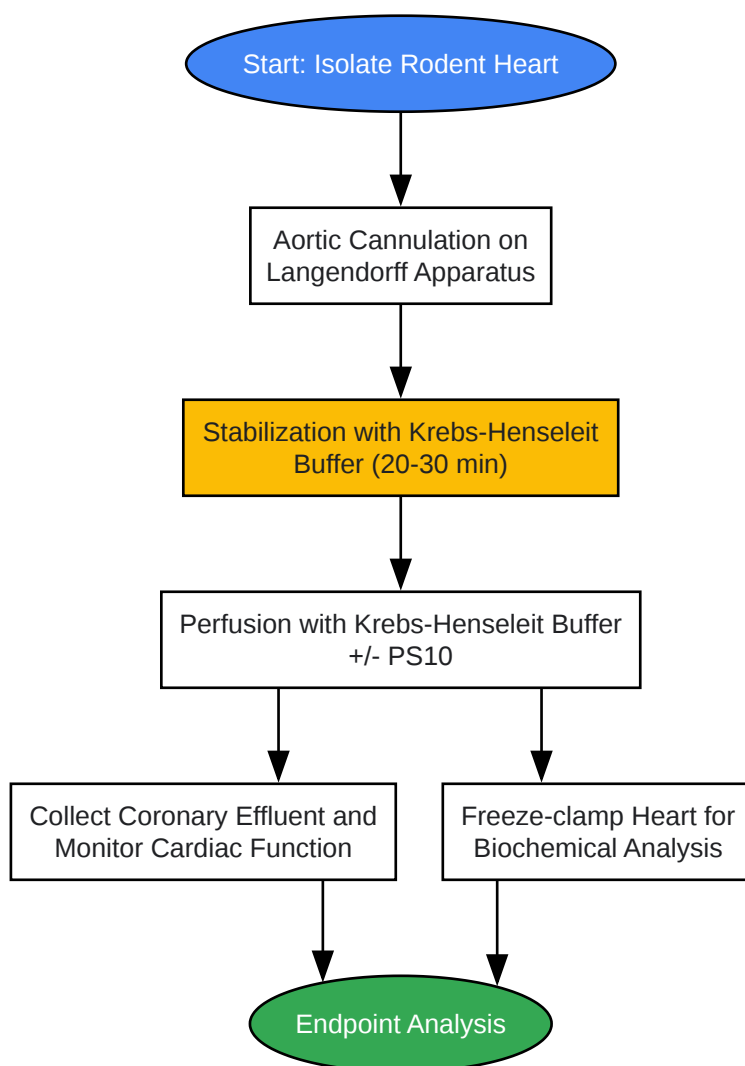 Start: Isolate Rodent Heart
Aortic Cannulation on
Langendorff Apparatus
Stabilization with Krebs-Henseleit
Buffer (20-30 min)
Perfusion with Krebs-Henseleit Buffer
+/- PS10
Collect Coronary Effluent and
Monitor Cardiac Function
Freeze-clamp Heart for
Biochemical Analysis
Endpoint Analysis